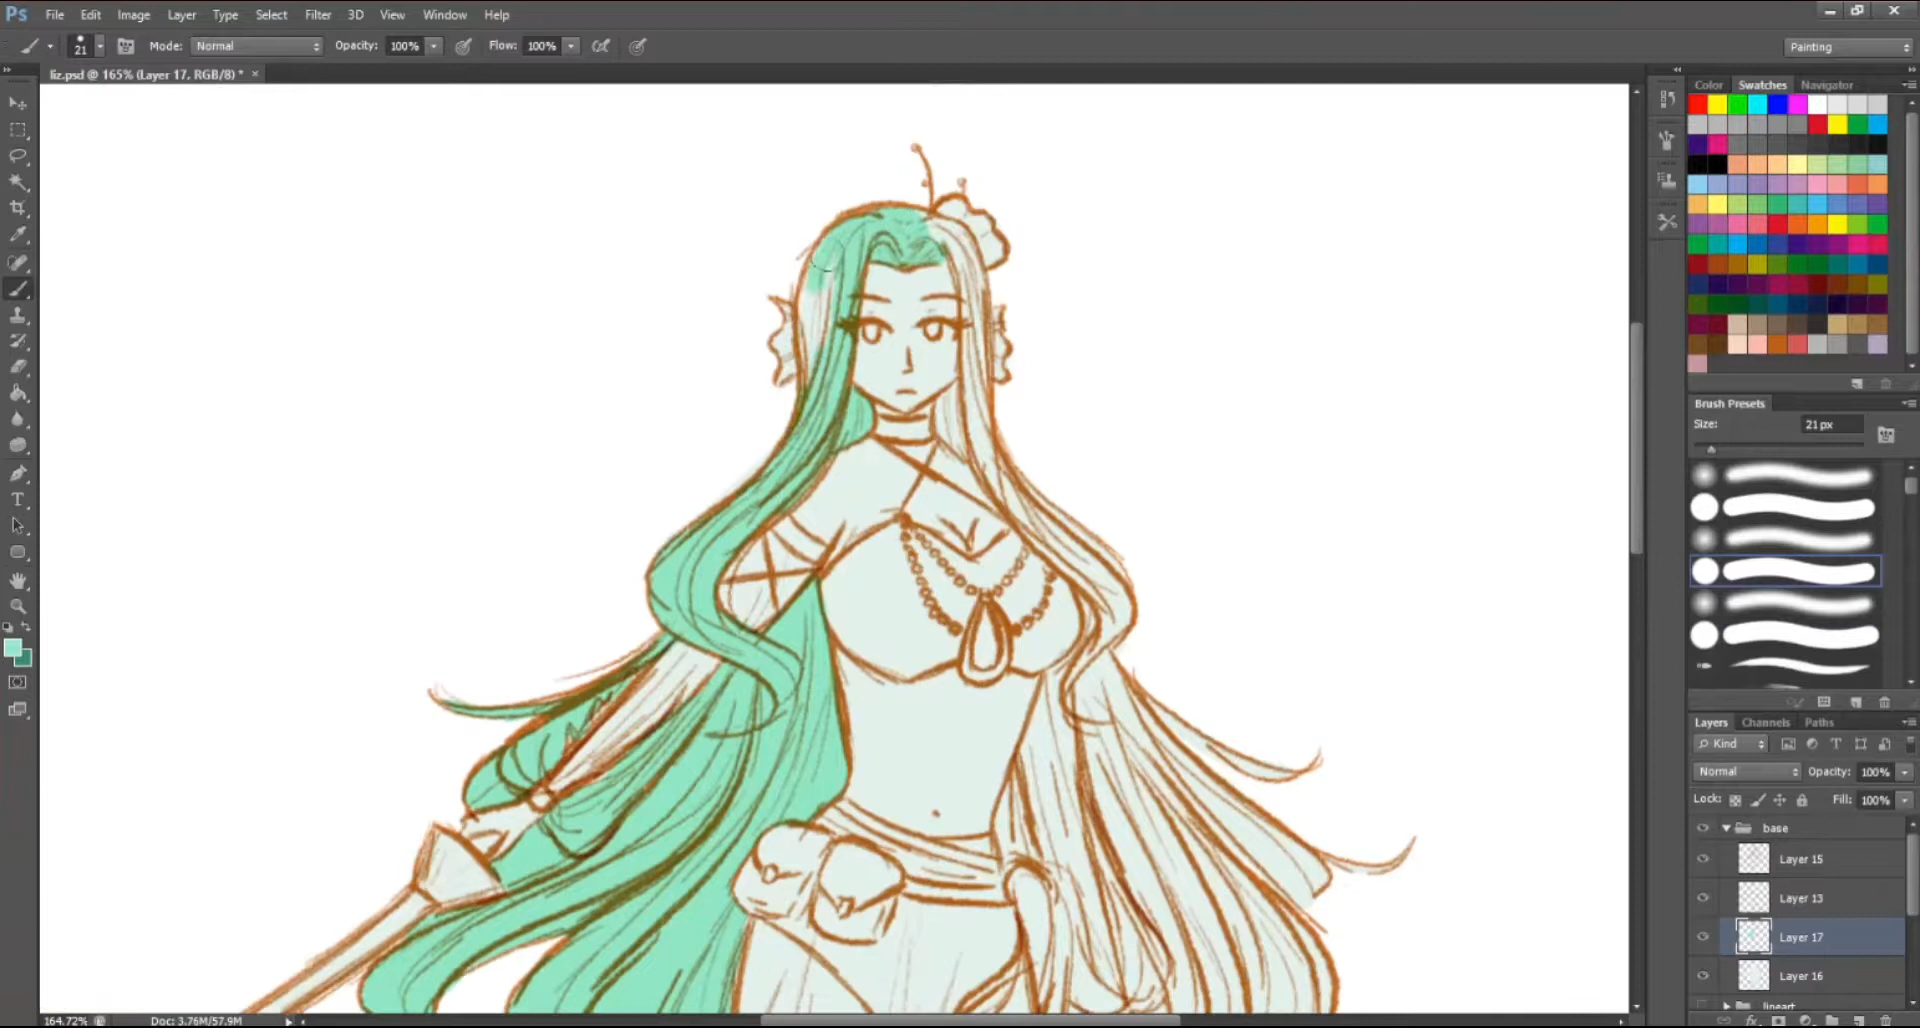 Ps File Edit Image Layer Type Select Filter 3D View Window Help
21 Mode: Normal Opacity: 100% Flow: 100% Painting
liz.psd @ 165% (Layer 17, RGB/8) * ×
Color Swatches Navigator
Brush Presets
Size: 21 px
Layers Channels Paths
Kind
Normal Opacity: 100%
Lock: Fill: 100%
base
Layer 15
Layer 13
Layer 17
Layer 16
lineart
164.72% Doc: 3.76M/57.9M